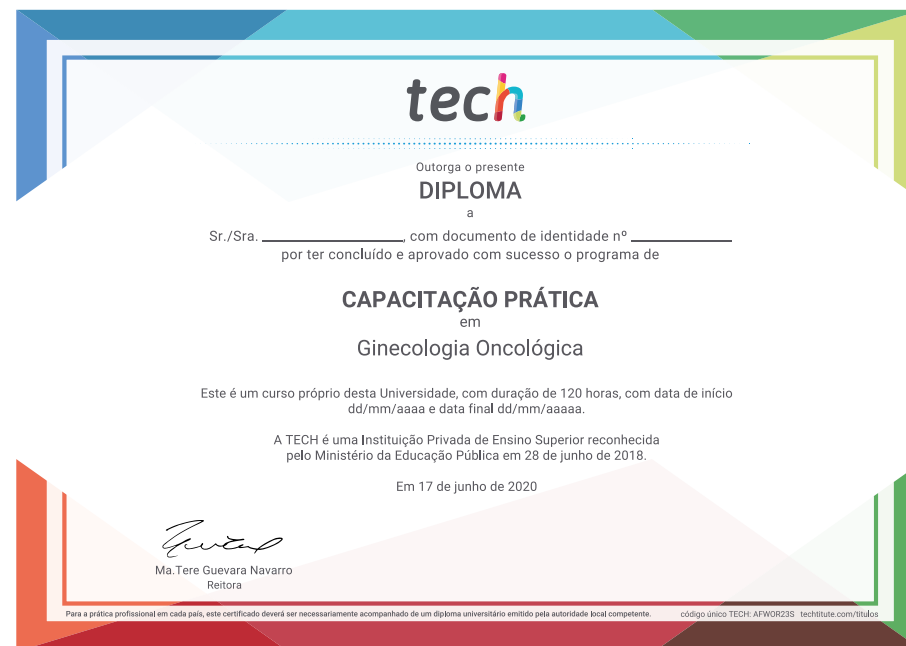 tech
Outorga o presente
DIPLOMA
a
Sr./Sra. , com documento de identidade nº
por ter concluído e aprovado com sucesso o programa de
CAPACITAÇÃO PRÁTICA
em
Ginecologia Oncológica
Este é um curso próprio desta Universidade, com duração de 120 horas, com data de início
dd/mm/aaaa e data final dd/mm/aaaaa.
A TECH é uma Instituição Privada de Ensino Superior reconhecida
pelo Ministério da Educação Pública em 28 de junho de 2018.
Em 17 de junho de 2020
Ma.Tere Guevara Navarro
Reitora
Para a prática profissional em cada país, este certificado deverá ser necessariamente acompanhado de um diploma universitário emitido pela autoridade local competente. código único TECH: AFWOR23S techtitute.com/titulos